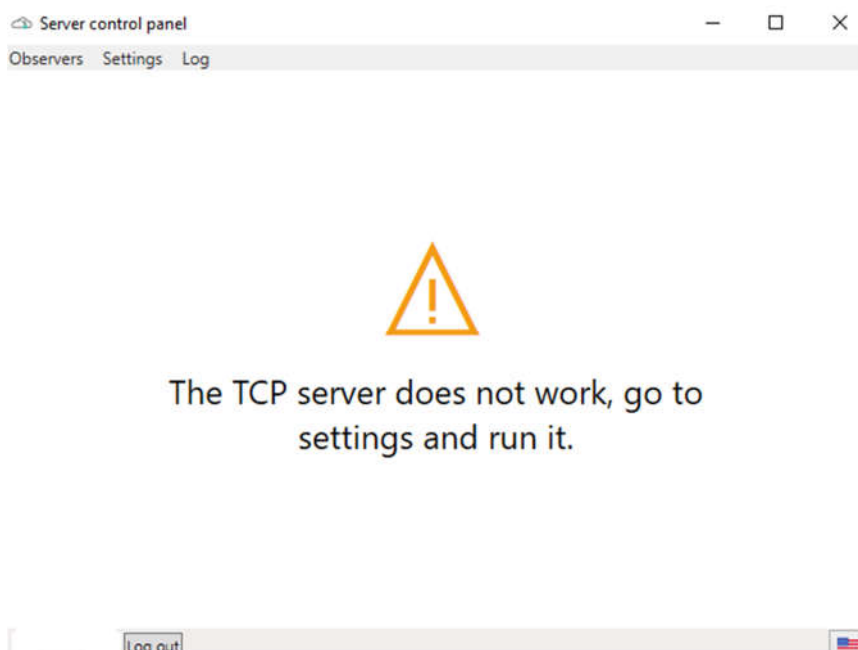 Server control panel
Observers Settings Log
The TCP server does not work, go to
settings and run it.
Log out